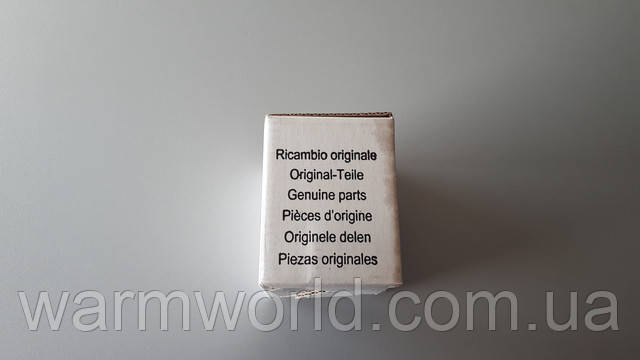 Ricambio originale
Original-Teile
Genuine parts
Pièces d'origine
Originele delen
Piezas originales
warmworld.com.ua